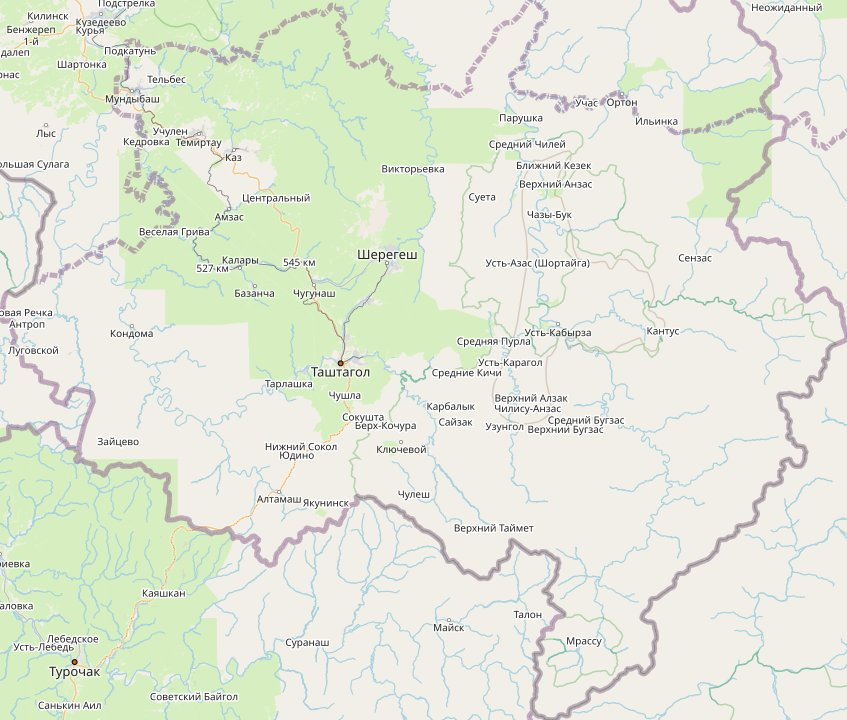 Подстрелка
Неожиданный
Килинск
Кузедеево
Бенжереп
1-й
Курья
Подкатунь
Шартонка
Тельбес
Мундыбаш
Учас
Ортон
Парушка
Ильинка
Лыс
Учулен
Кедровка
Темиртау
Средний Чилей
Каз
Викторьевка
Ближний Кезек
Верхний Анзас
Центральный
Суета
Амзас
Чазы-Бук
Веселая Грива
Шерегеш
Калары
545-км
527-км
Усть-Азас (Шортайга)
Сензас
Базанча
Чугунаш
Антроп
Кондома
Усть-Кабырза
Кантус
Средняя Пурла
Луговской
Усть-Карагол
Таштагол
Средние Кичи
Тарлашка
Чушла
Верхний Алзак
Карбалык
Чилису-Анзас
Сокушта
Сайзак
Средний Бугзас
Берх-Кочура
Узунгол
Верхний Бугзас
Зайцево
Нижний Сокол
Юдино
Ключевой
Алтамаш
Якунинск
Чулеш
Верхний Таймет
Каяшкан
Талон
Майск
Лебедское
Суранаш
Мрассу
Усть-Лебедь
Турочак
Советский Байгол
Санькин Аил